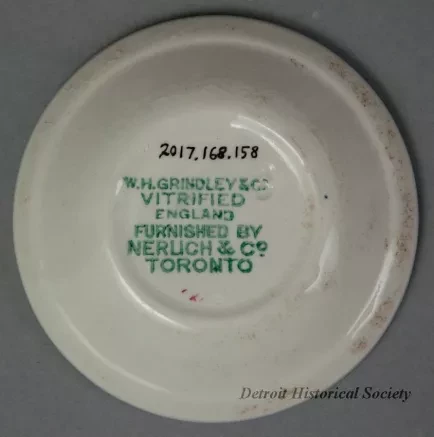 2017.168.158
W.H. GRINDLEY & Co.
VITRIFIED
ENGLAND
FURNISHED BY
NERLICH & Co.
TORONTO
Detroit Historical Society